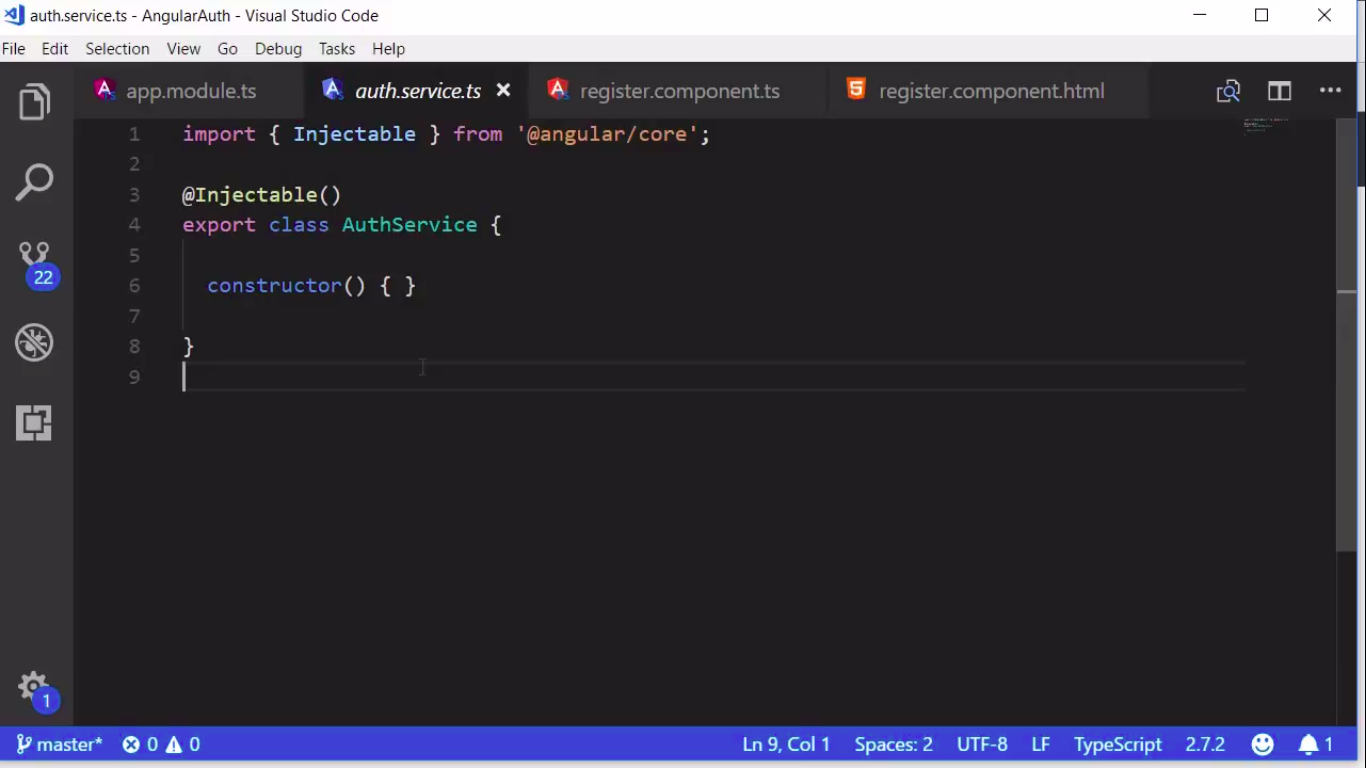 auth.service.ts - AngularAuth - Visual Studio Code
File Edit Selection View Go Debug Tasks Help
app.module.ts auth.service.ts register.component.ts register.component.html
1 import { Injectable } from '@angular/core';
2
3 @Injectable()
4 export class AuthService {
5
6 constructor() { }
7
8 }
9
22
1
master* 0 0 Ln 9, Col 1 Spaces: 2 UTF-8 LF TypeScript 2.7.2 1